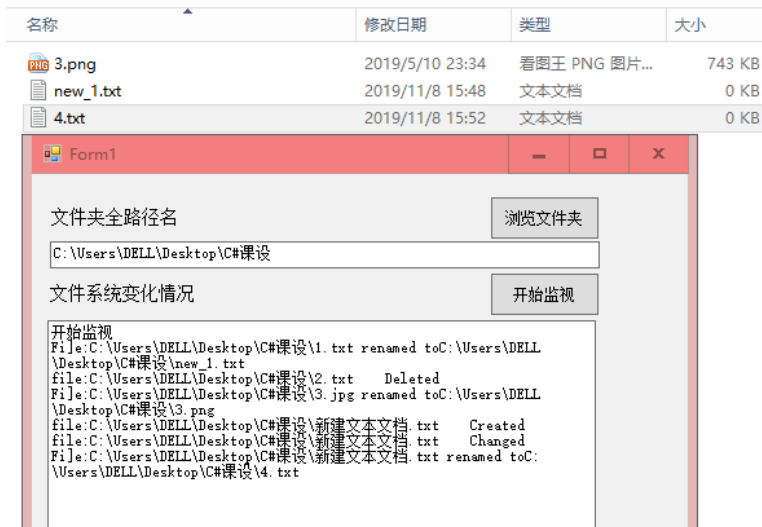 名称 修改日期 类型 大小
3.png 2019/5/10 23:34 看图王 PNG 图片... 743 KB
new_1.txt 2019/11/8 15:48 文本文档 0 KB
4.txt 2019/11/8 15:52 文本文档 0 KB
Form1
文件夹全路径名 浏览文件夹
C:\Users\DELL\Desktop\C#课设
文件系统变化情况 开始监视
开始监视
File:C:\Users\DELL\Desktop\C#课设\1.txt renamed toC:\Users\DELL
\Desktop\C#课设\new_1.txt
file:C:\Users\DELL\Desktop\C#课设\2.txt Deleted
File:C:\Users\DELL\Desktop\C#课设\3.jpg renamed toC:\Users\DELL
\Desktop\C#课设\3.png
file:C:\Users\DELL\Desktop\C#课设\新建文本文档.txt Created
file:C:\Users\DELL\Desktop\C#课设\新建文本文档.txt Changed
File:C:\Users\DELL\Desktop\C#课设\新建文本文档.txt renamed toC:
\Users\DELL\Desktop\C#课设\4.txt